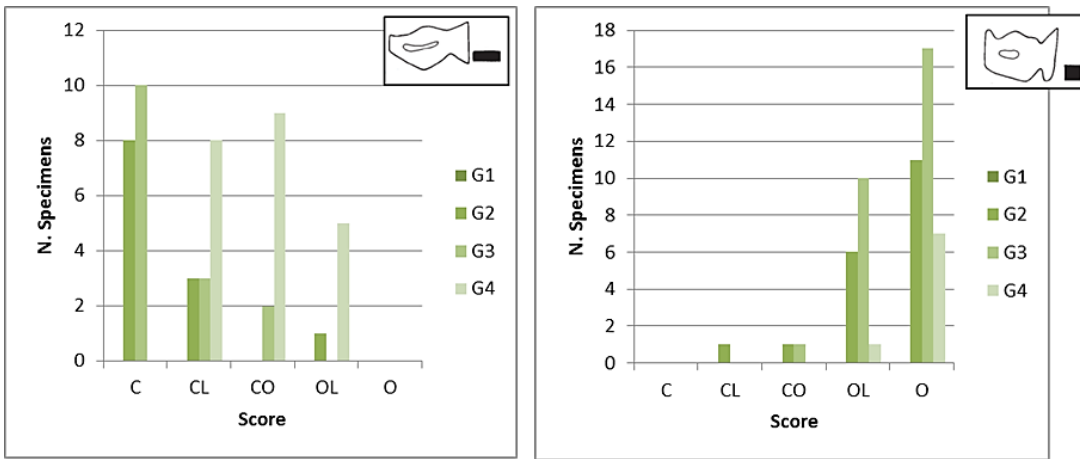 12
10
8
6
4
2
0
N. Specimens
C CL CO OL O
Score
G1
G2
G3
G4
18
16
14
12
10
8
6
4
2
0
N. Specimens
C CL CO OL O
Score
G1
G2
G3
G4